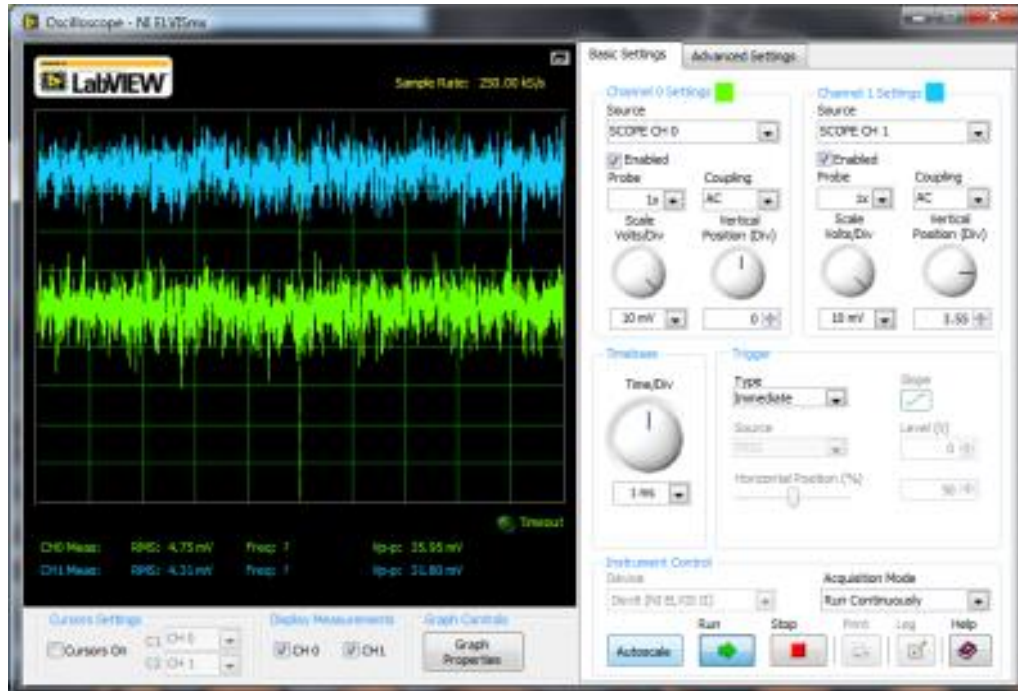 Oscilloscope - NI ELVISmx
LabVIEW
Sample Rate: 250.00 kS/s
Timeout
CH0 Meas: RMS: 4.75 mV Freq: ? Vp-p: 35.95 mV
CH1 Meas: RMS: 4.31 mV Freq: ? Vp-p: 31.80 mV
Cursors Settings
Cursors On
C1 CH 0
C2 CH 1
Display Measurements
CH 0 CH1
Graph Controls
Graph
Properties
Basic Settings Advanced Settings
Channel 0 Settings Channel 1 Settings
Source Source
SCOPE CH 0 SCOPE CH 1
Enabled Enabled
Probe Coupling Probe Coupling
1x AC 1x AC
Scale Vertical Scale Vertical
Volts/Div Position (Div) Volts/Div Position (Div)
10 mV 0 10 mV
Timebase Trigger
Time/Div Type Slope
Immediate
Source Level (V)
0
Horizontal Position (%)
1 ms 50
Instrument Control
Device Acquisition Mode
Run Continuously
Run Stop Print Log Help
Autoscale